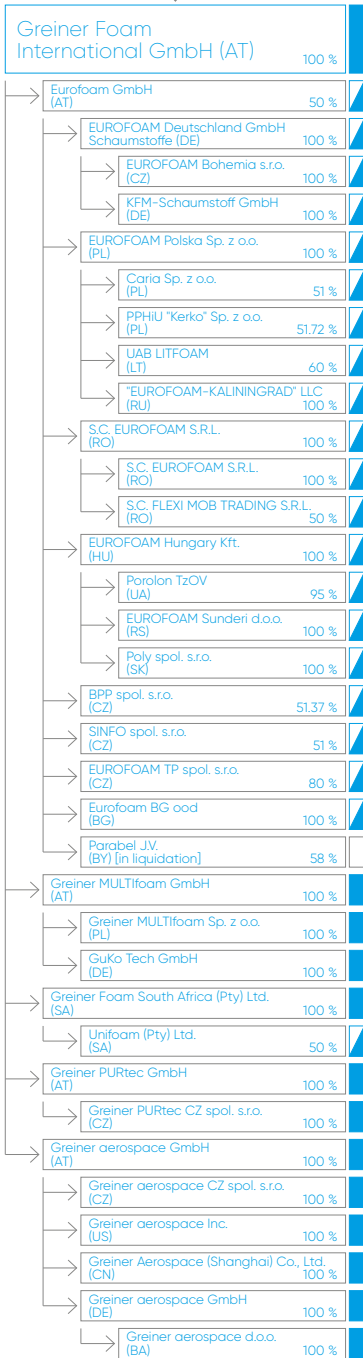 Greiner Foam
International GmbH (AT) 100 %
Eurofoam GmbH
(AT) 50 %
EUROFOAM Deutschland GmbH
Schaumstoffe (DE) 100 %
EUROFOAM Bohemia s.r.o.
(CZ) 100 %
KFM-Schaumstoff GmbH
(DE) 100 %
EUROFOAM Polska Sp. z o.o.
(PL) 100 %
Caria Sp. z o.o.
(PL) 51 %
PPHiU "Kerko" Sp. z o.o.
(PL) 51.72 %
UAB LITFOAM
(LT) 60 %
"EUROFOAM-KALININGRAD" LLC
(RU) 100 %
S.C. EUROFOAM S.R.L.
(RO) 100 %
S.C. EUROFOAM S.R.L.
(RO) 100 %
S.C. FLEXI MOB TRADING S.R.L.
(RO) 50 %
EUROFOAM Hungary Kft.
(HU) 100 %
Porolon TzOV
(UA) 95 %
EUROFOAM Sunderi d.o.o.
(RS) 100 %
Poly spol. s.r.o.
(SK) 100 %
BPP spol. s.r.o.
(CZ) 51.37 %
SINFO spol. s.r.o.
(CZ) 51 %
EUROFOAM TP spol. s.r.o.
(CZ) 80 %
Eurofoam BG ood
(BG) 100 %
Parabel J.V.
(BY) [in liquidation] 58 %
Greiner MULTIfoam GmbH
(AT) 100 %
Greiner MULTIfoam Sp. z o.o.
(PL) 100 %
GuKo Tech GmbH
(DE) 100 %
Greiner Foam South Africa (Pty) Ltd.
(SA) 100 %
Unifoam (Pty) Ltd.
(SA) 50 %
Greiner PURtec GmbH
(AT) 100 %
Greiner PURtec CZ spol. s.r.o.
(CZ) 100 %
Greiner aerospace GmbH
(AT) 100 %
Greiner aerospace CZ spol. s.r.o.
(CZ) 100 %
Greiner aerospace Inc.
(US) 100 %
Greiner Aerospace (Shanghai) Co., Ltd.
(CN) 100 %
Greiner aerospace GmbH
(DE) 100 %
Greiner aerospace d.o.o.
(BA) 100 %